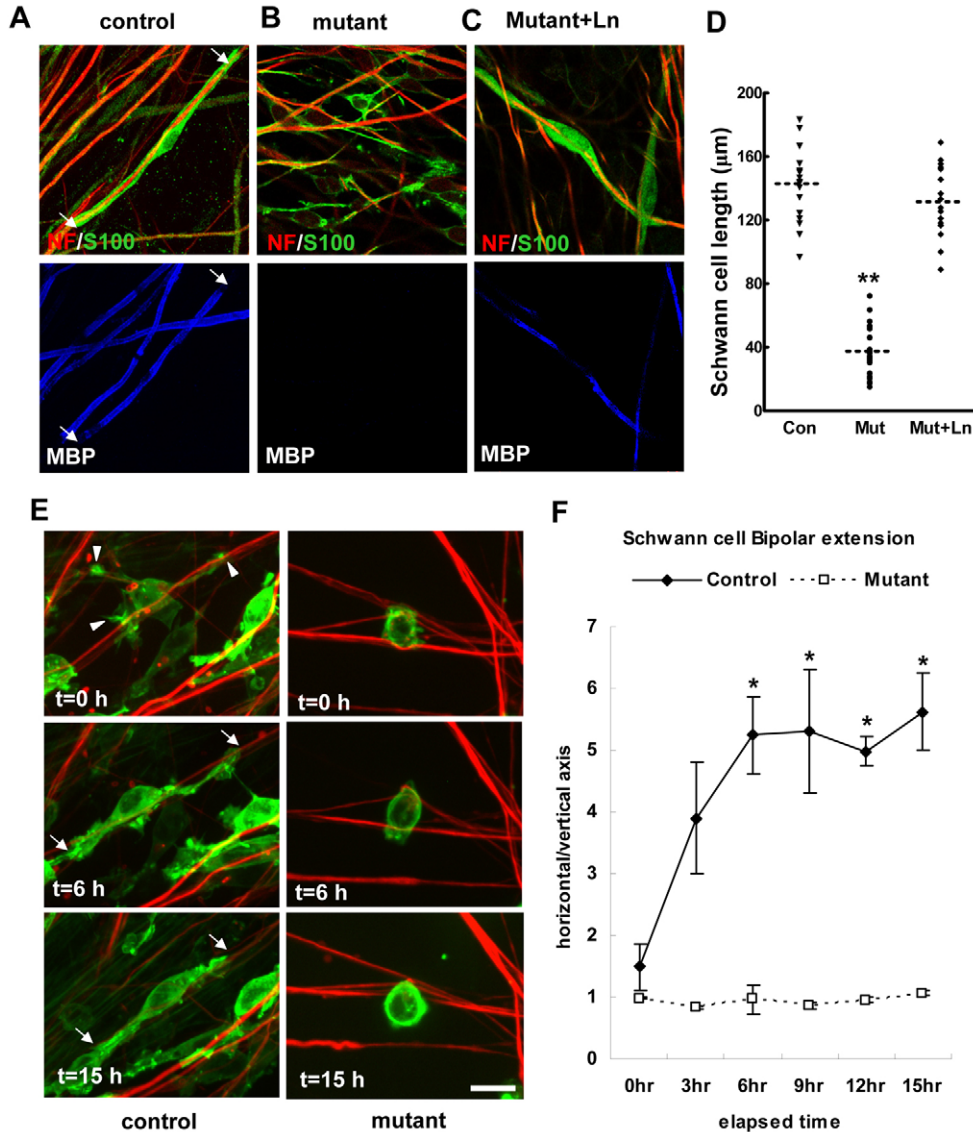 A
control
B
mutant
C
Mutant+Ln
NF/S100
NF/S100
NF/S100
MBP
MBP
MBP
D
Schwann cell length (μm)
200
160
120
80
40
0
**
Con
Mut
Mut+Ln
E
t=0 h
t=0 h
t=6 h
t=6 h
t=15 h
t=15 h
control
mutant
F
Schwann cell Bipolar extension
Control
Mutant
horizontal/vertical axis
7
6
5
4
3
2
1
0
*
*
*
*
0hr
3hr
6hr
9hr
12hr
15hr
elapsed time